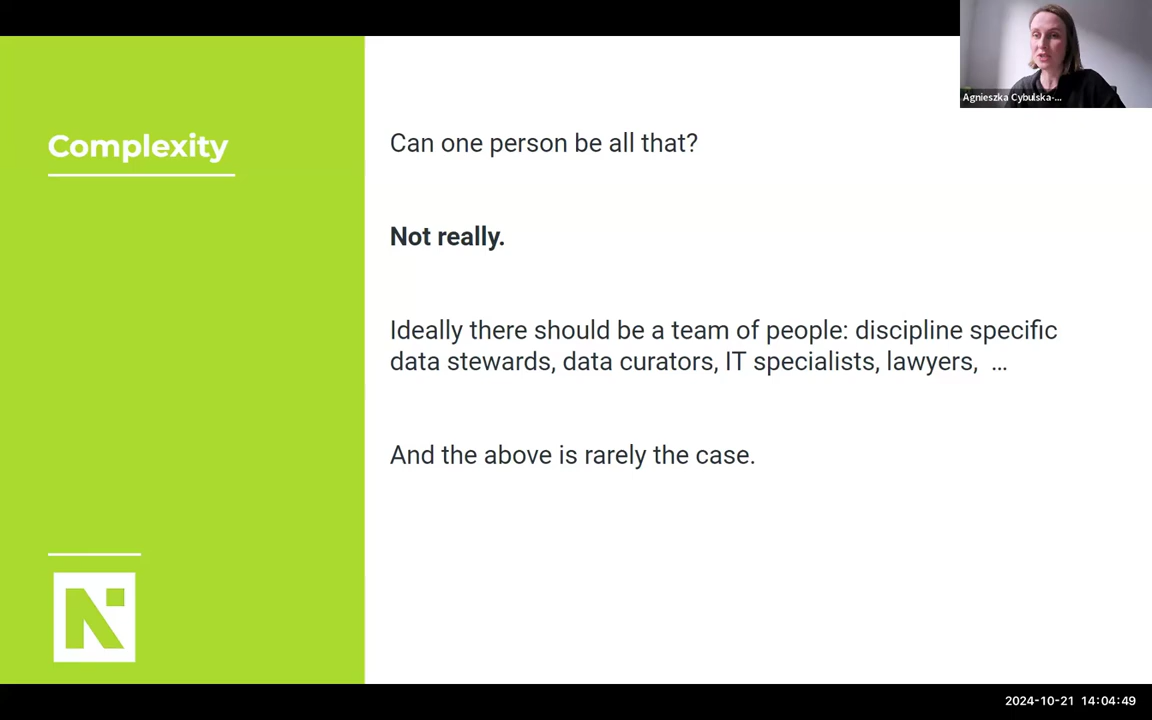 Agnieszka Cybulska-...
Complexity
Can one person be all that?
Not really.
Ideally there should be a team of people: discipline specific
data stewards, data curators, IT specialists, lawyers,  ...
And the above is rarely the case.
N
2024-10-21 14:04:49